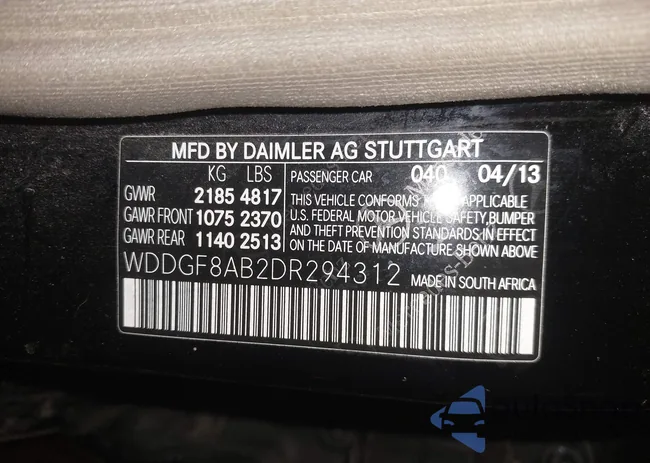 MFD BY DAIMLER AG STUTTGART
KG LBS
GVWR 2185 4817
GAWR FRONT 1075 2370
GAWR REAR 1140 2513
PASSENGER CAR 040 04/13
THIS VEHICLE CONFORMS TO APPLICABLE
U.S. FEDERAL MOTOR VEHICLE SAFETY, BUMPER
AND THEFT PREVENTION STANDARDS IN EFFECT
ON DATE OF MANUFACTURE SHOWN ABOVE
WDDGF8AB2DR294312 MADE IN SOUTH AFRICA